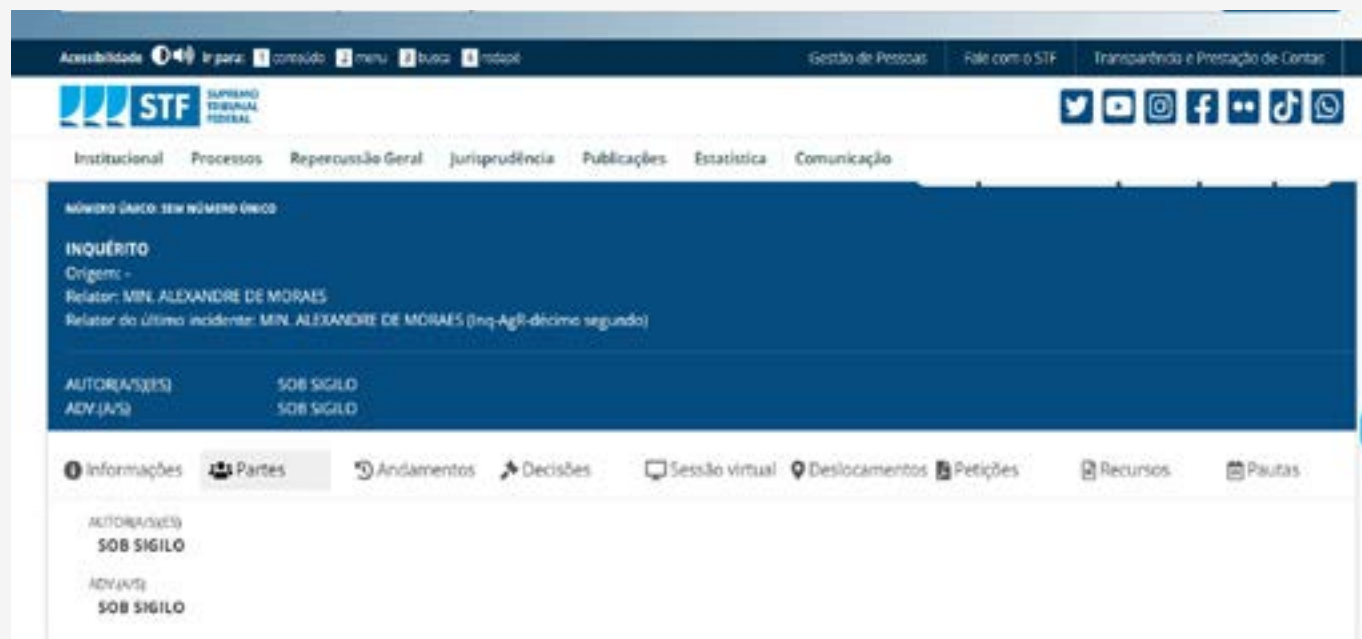 Acessibilidade Ir para: 1 conteúdo 2 menu 3 busca 4 rodapé Gestão de Pessoas Fale com o STF Transparência e Prestação de Contas
STF SUPREMO TRIBUNAL FEDERAL
Institucional Processos Repercussão Geral Jurisprudência Publicações Estatística Comunicação
NÚMERO ÚNICO: SEM NÚMERO ÚNICO
INQUÉRITO
Origem: -
Relator: MIN. ALEXANDRE DE MORAES
Relator do último incidente: MIN. ALEXANDRE DE MORAES (Inq-AgR-décimo segundo)
AUTOR(A/S)(ES) SOB SIGILO
ADV.(A/S) SOB SIGILO
Informações Partes Andamentos Decisões Sessão virtual Deslocamentos Petições Recursos Pautas
AUTOR(A/S)(ES)
SOB SIGILO
ADV.(A/S)
SOB SIGILO